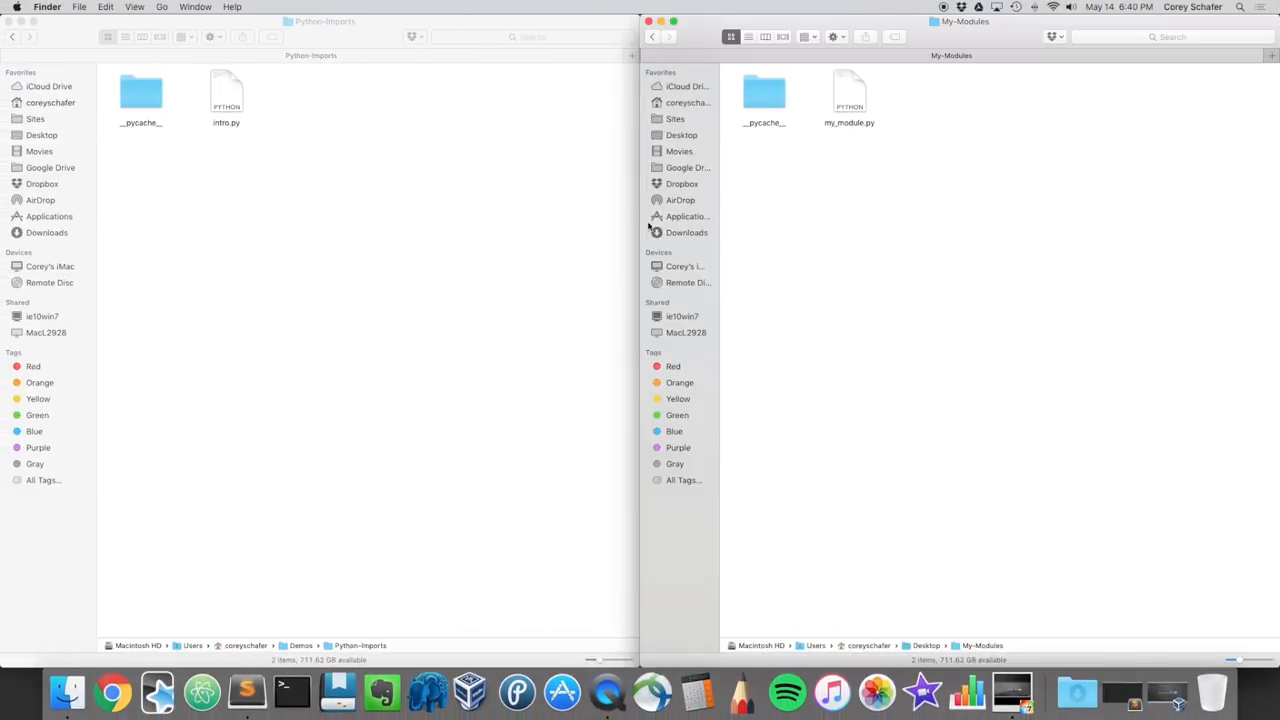 Finder File Edit View Go Window Help May 14 6:40 PM Corey Schafer
Python-Imports
Search
Python-Imports
Favorites
iCloud Drive
coreyschafer
Sites
Desktop
Movies
Google Drive
Dropbox
AirDrop
Applications
Downloads
Devices
Corey's iMac
Remote Disc
Shared
ie10win7
MacL2928
Tags
Red
Orange
Yellow
Green
Blue
Purple
Gray
All Tags...
PYTHON
__pycache__ intro.py
Macintosh HD Users coreyschafer Demos Python-Imports
2 items, 711.62 GB available
My-Modules
Search
My-Modules
Favorites
iCloud Dri...
coreyscha...
Sites
Desktop
Movies
Google Dr...
Dropbox
AirDrop
Applicatio...
Downloads
Devices
Corey's i...
Remote Di...
Shared
ie10win7
MacL2928
Tags
Red
Orange
Yellow
Green
Blue
Purple
Gray
All Tags...
PYTHON
__pycache__ my_module.py
Macintosh HD Users coreyschafer Desktop My-Modules
2 items, 711.62 GB available